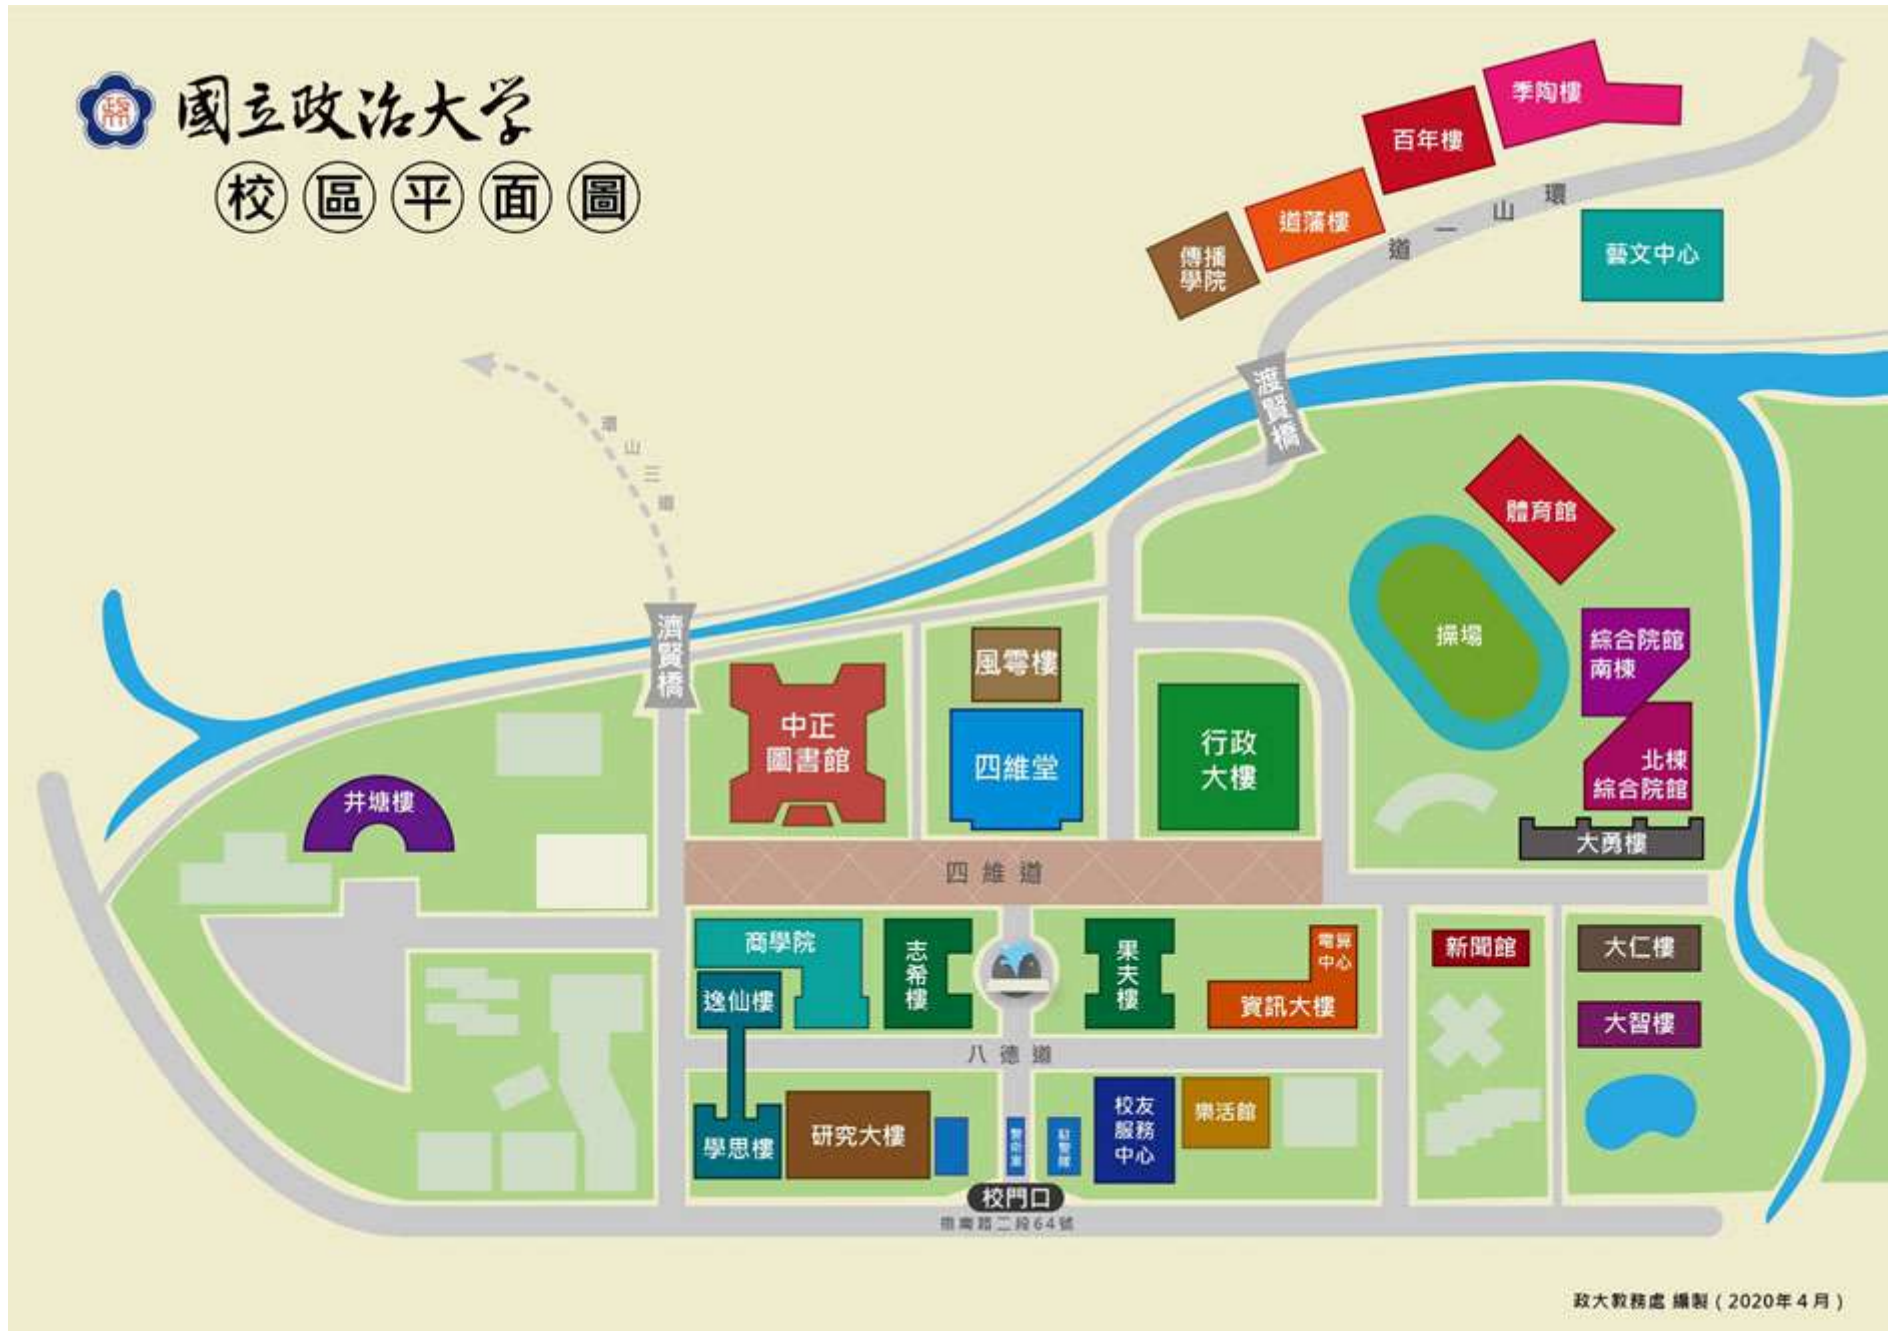 國立政治大学
校區平面圖
季陶樓
百年樓
道藩樓
傳播
學院
環山一道
藝文中心
渡賢橋
環山三道
濟賢橋
體育館
操場
綜合院館
南棟
北棟
綜合院館
大勇樓
風雩樓
中正
圖書館
四維堂
行政
大樓
井塘樓
四維道
商學院
志希樓
果夫樓
電算
中心
資訊大樓
新聞館
大仁樓
大智樓
逸仙樓
八德道
學思樓
研究大樓
校友
服務
中心
樂活館
校門口
指南路二段64號
政大教務處 編製（2020年4月）